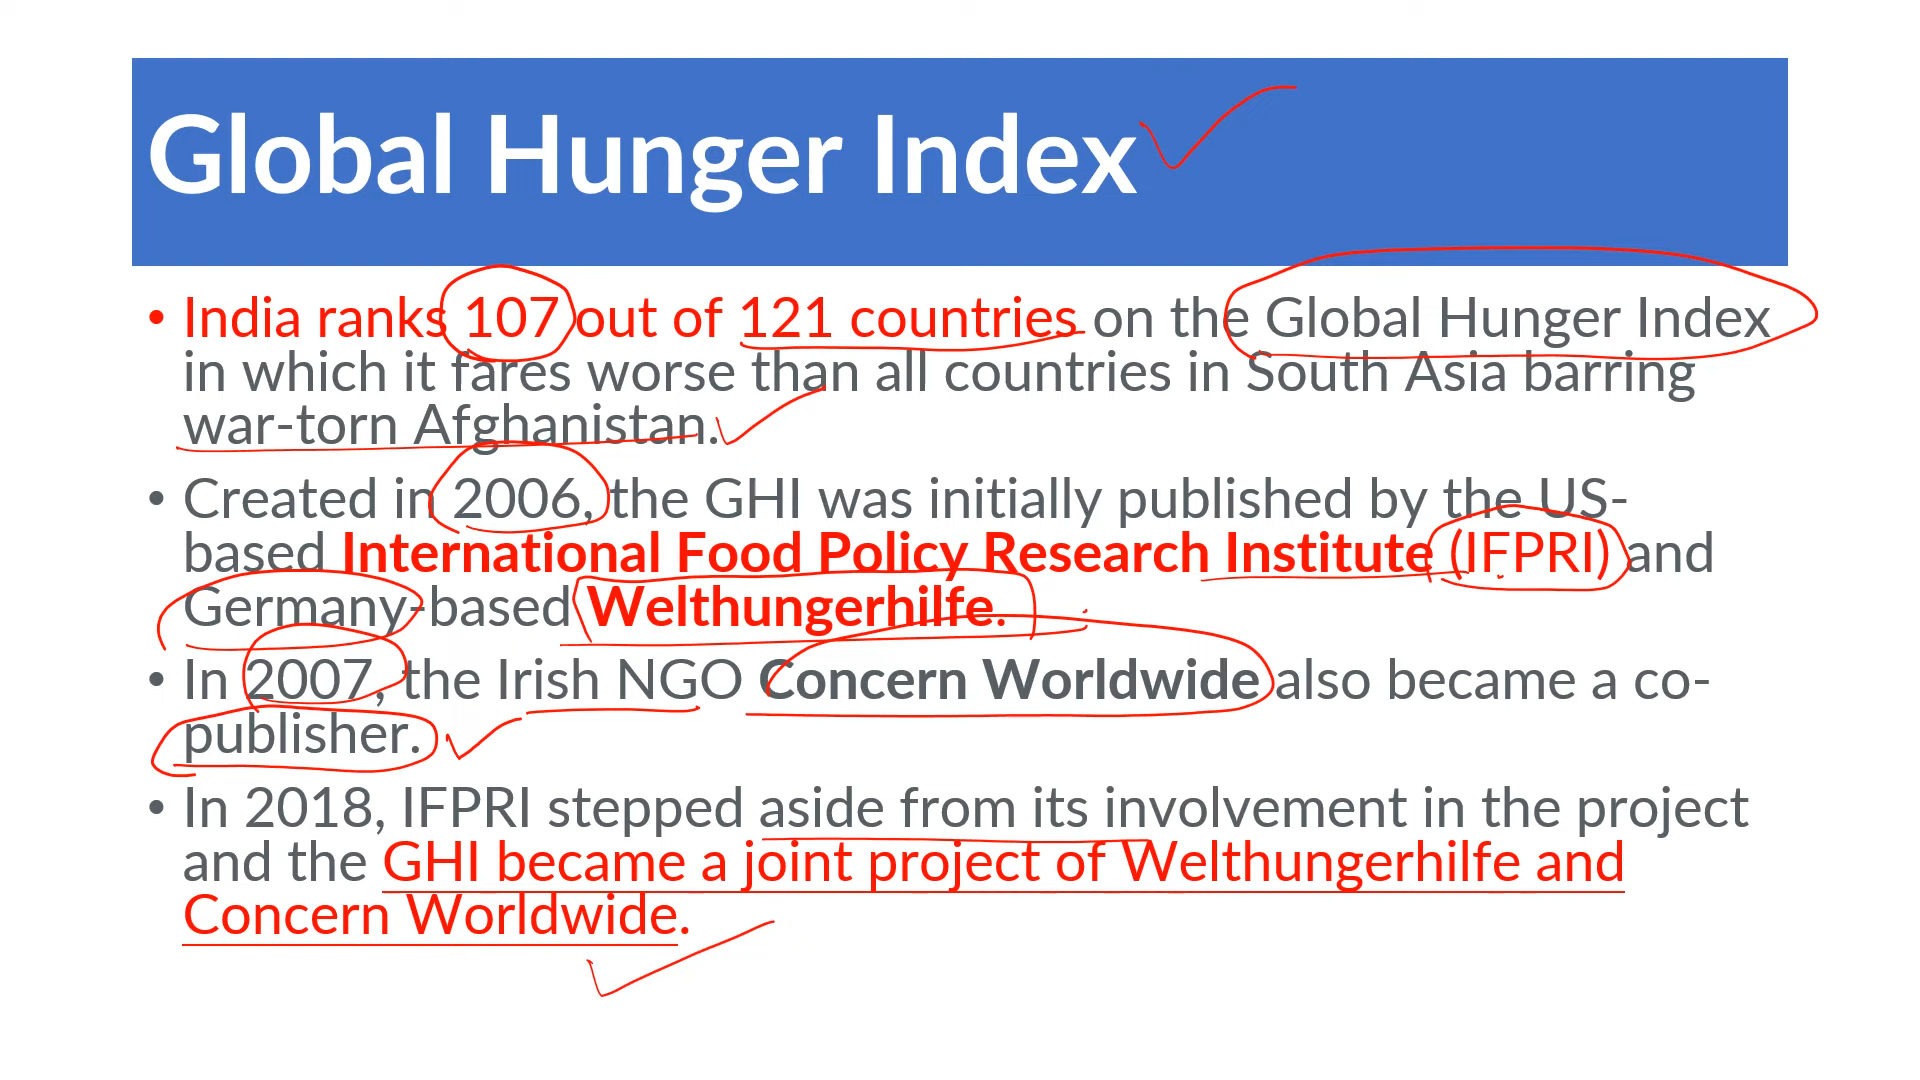 Global Hunger Index
• India ranks 107 out of 121 countries on the Global Hunger Index
in which it fares worse than all countries in South Asia barring
war-torn Afghanistan.
• Created in 2006, the GHI was initially published by the US-
based International Food Policy Research Institute (IFPRI) and
Germany-based Welthungerhilfe.
• In 2007, the Irish NGO Concern Worldwide also became a co-
publisher.
• In 2018, IFPRI stepped aside from its involvement in the project
and the GHI became a joint project of Welthungerhilfe and
Concern Worldwide.